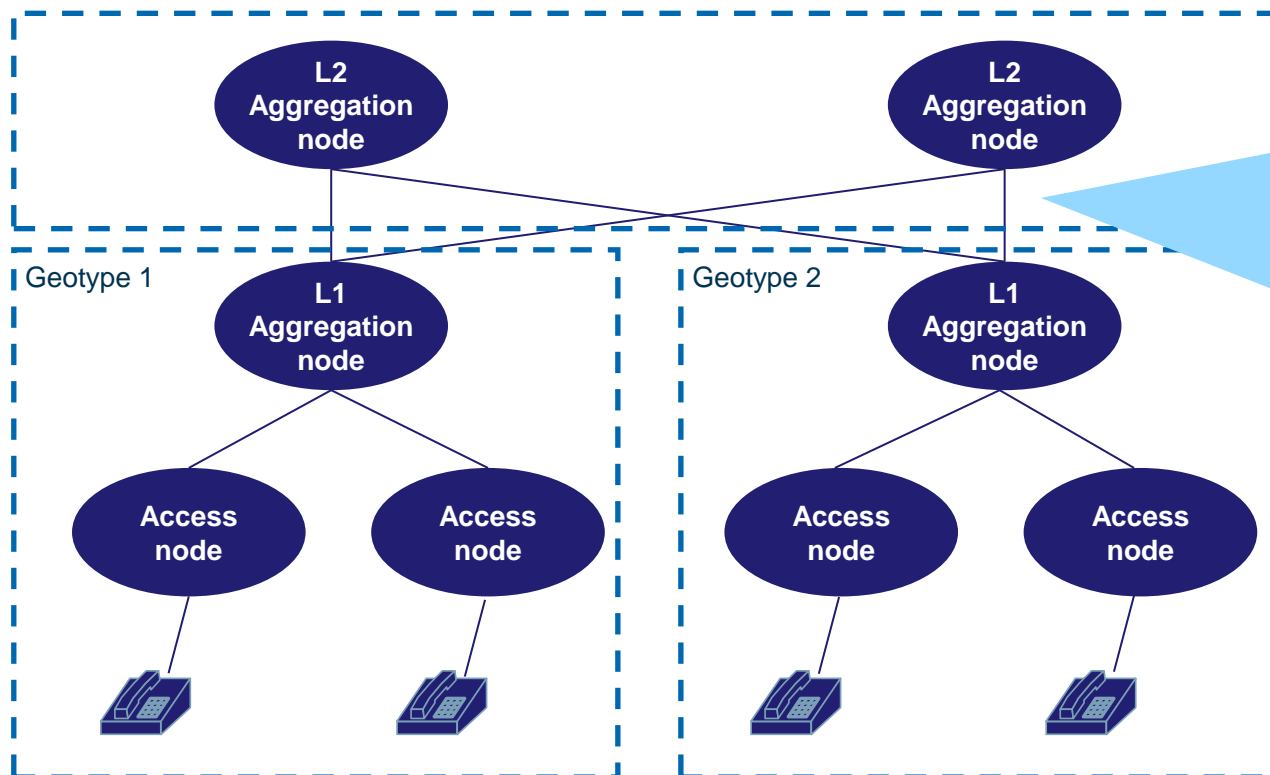 L2
Aggregation
node
L2
Aggregation
node
Geotype 1
L1
Aggregation
node
Geotype 2
L1
Aggregation
node
Access
node
Access
node
Access
node
Access
node